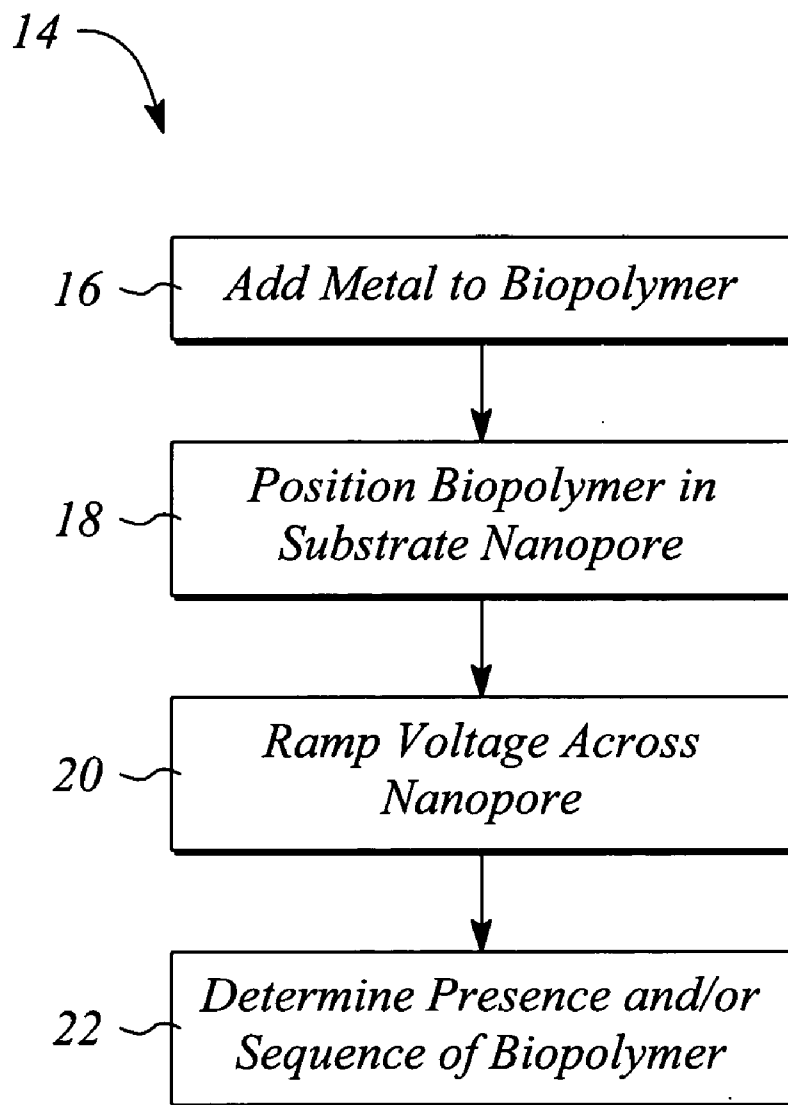 14
16 Add Metal to Biopolymer
18 Position Biopolymer in
Substrate Nanopore
20 Ramp Voltage Across
Nanopore
22 Determine Presence and/or
Sequence of Biopolymer